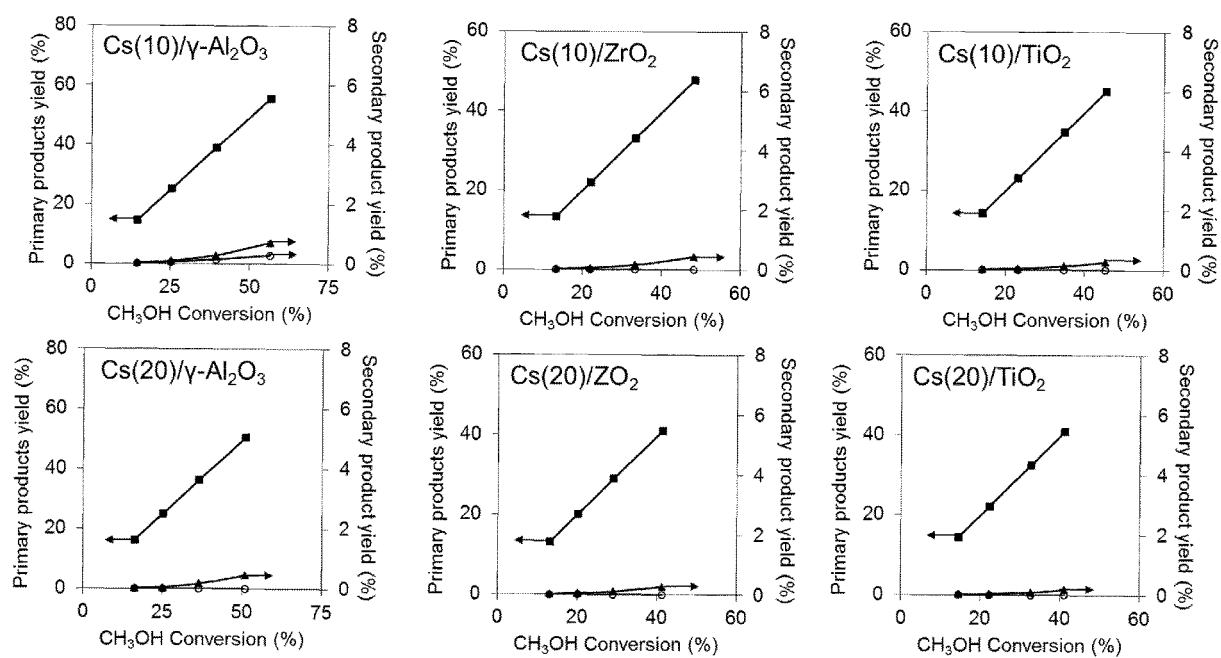 Cs(10)/γ-Al₂O₃
Primary products yield (%)
80
60
40
20
0
0 25 50 75
CH₃OH Conversion (%)
8
6
4
2
0
Secondary product yield (%)
Cs(10)/ZrO₂
Primary products yield (%)
60
40
20
0
0 20 40 60
CH₃OH Conversion (%)
8
6
4
2
0
Secondary product yield (%)
Cs(10)/TiO₂
Primary products yield (%)
60
40
20
0
0 20 40 60
CH₃OH Conversion (%)
8
6
4
2
0
Secondary product yield (%)
Cs(20)/γ-Al₂O₃
Primary products yield (%)
80
60
40
20
0
0 25 50 75
CH₃OH Conversion (%)
8
6
4
2
0
Secondary product yield (%)
Cs(20)/ZO₂
Primary products yield (%)
60
40
20
0
0 20 40 60
CH₃OH Conversion (%)
8
6
4
2
0
Secondary product yield (%)
Cs(20)/TiO₂
Primary products yield (%)
60
40
20
0
0 20 40 60
CH₃OH Conversion (%)
8
6
4
2
0
Secondary product yield (%)